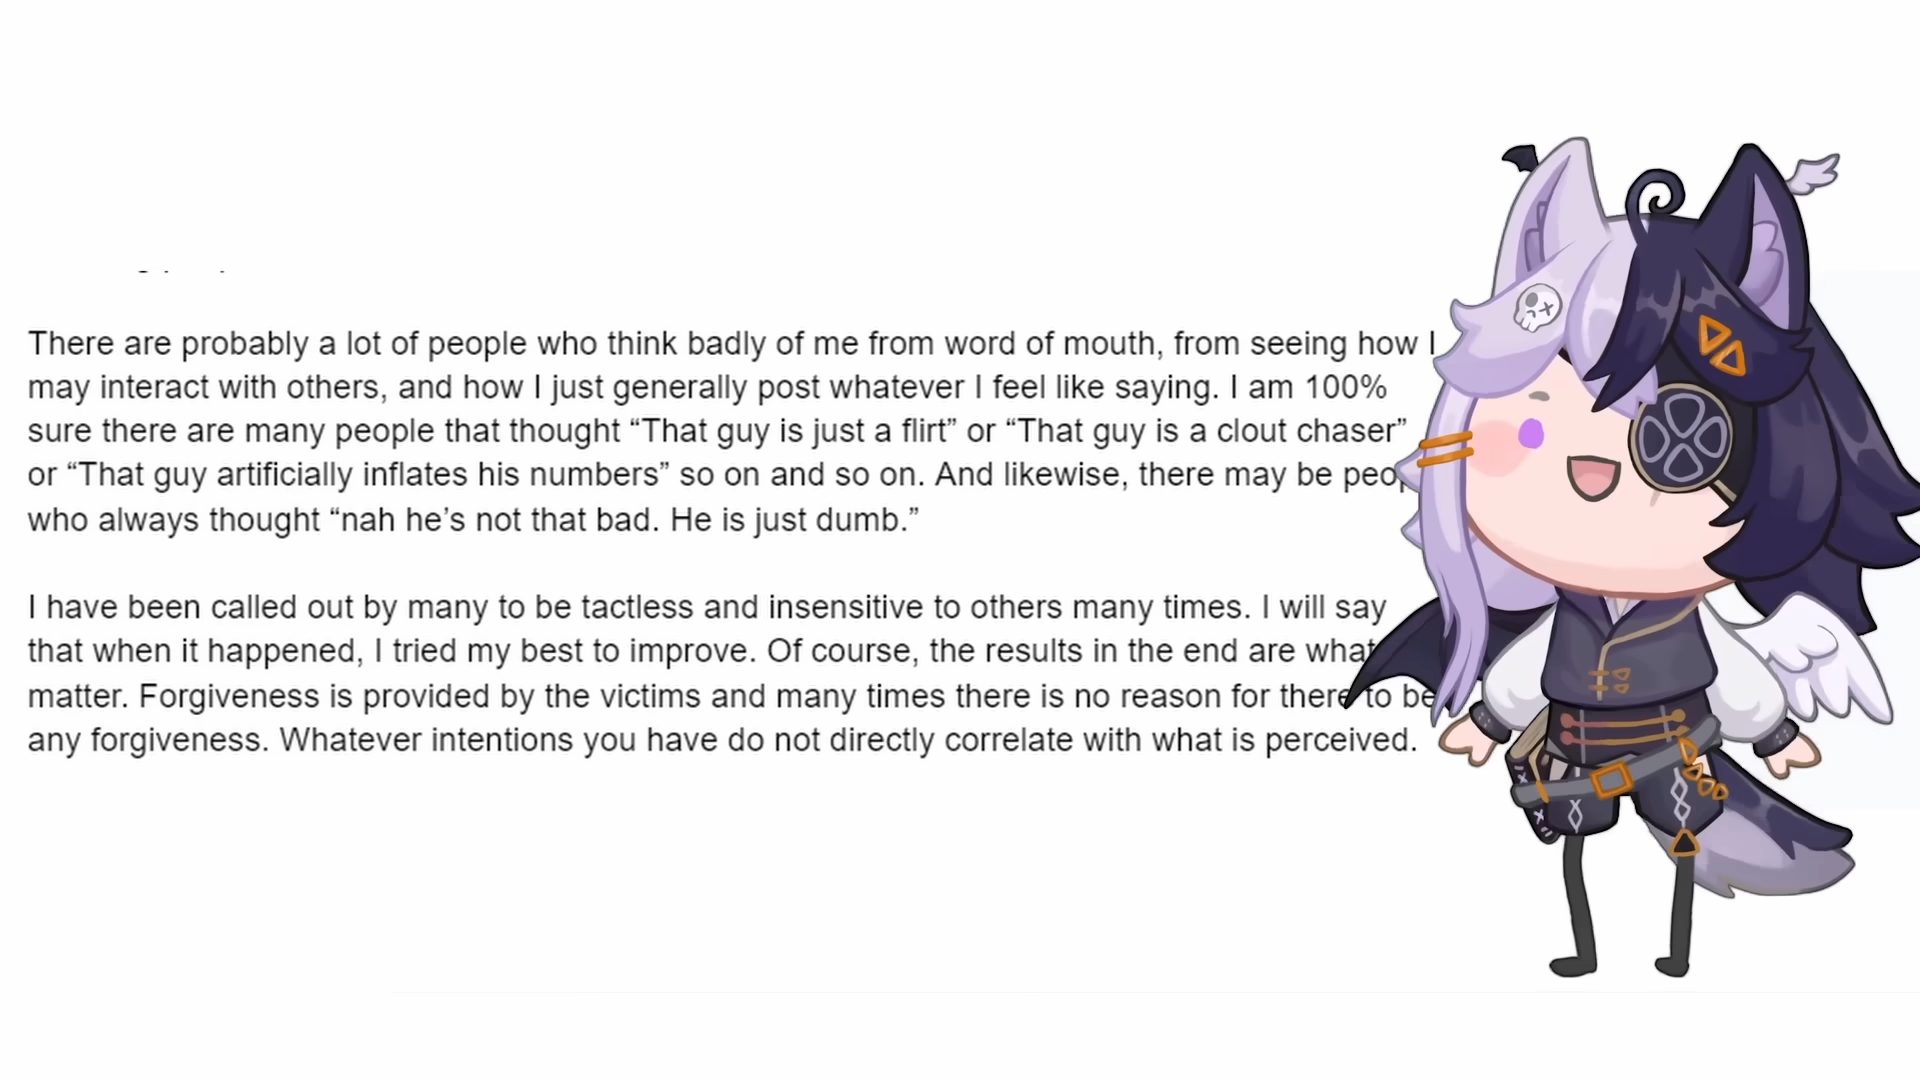 There are probably a lot of people who think badly of me from word of mouth, from seeing how I
may interact with others, and how I just generally post whatever I feel like saying. I am 100%
sure there are many people that thought “That guy is just a flirt” or “That guy is a clout chaser”
or “That guy artificially inflates his numbers” so on and so on. And likewise, there may be
who always thought “nah he’s not that bad. He is just dumb.”
I have been called out by many to be tactless and insensitive to others many times. I will say
that when it happened, I tried my best to improve. Of course, the results in the end are what
matter. Forgiveness is provided by the victims and many times there is no reason for there to be
any forgiveness. Whatever intentions you have do not directly correlate with what is perceived.